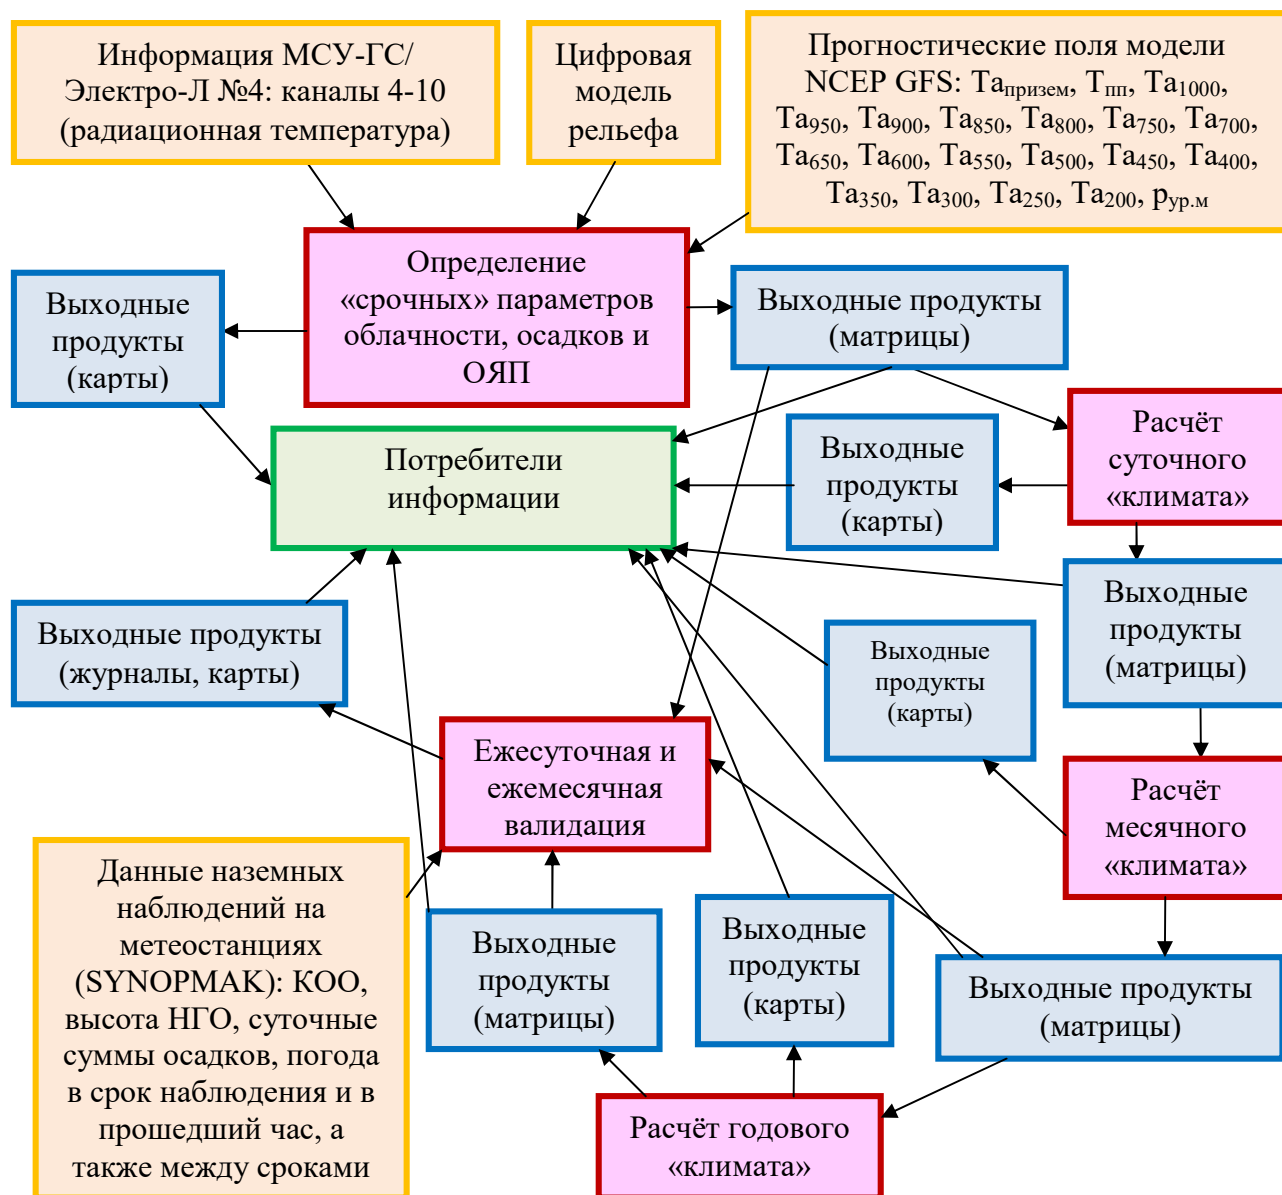 Информация МСУ-ГС/
Электро-Л №4: каналы 4-10
(радиационная температура)
Цифровая
модель
рельефа
Прогностические поля модели
NCEP GFS: Taпризем, Tпп, Ta1000,
Ta950, Ta900, Ta850, Ta800, Ta750, Ta700,
Ta650, Ta600, Ta550, Ta500, Ta450, Ta400,
Ta350, Ta300, Ta250, Ta200, pур.м
Определение
«срочных» параметров
облачности, осадков и
ОЯП
Выходные
продукты
(карты)
Выходные продукты
(матрицы)
Расчёт
суточного
«климата»
Выходные
продукты
(карты)
Потребители
информации
Выходные
продукты
(матрицы)
Выходные продукты
(журналы, карты)
Выходные
продукты
(карты)
Ежесуточная и
ежемесячная
валидация
Расчёт
месячного
«климата»
Данные наземных
наблюдений на
метеостанциях
(SYNOPMAK): КОО,
высота НГО, суточные
суммы осадков, погода
в срок наблюдения и в
прошедший час, а
также между сроками
Выходные
продукты
(матрицы)
Выходные
продукты
(карты)
Выходные продукты
(матрицы)
Расчёт годового
«климата»